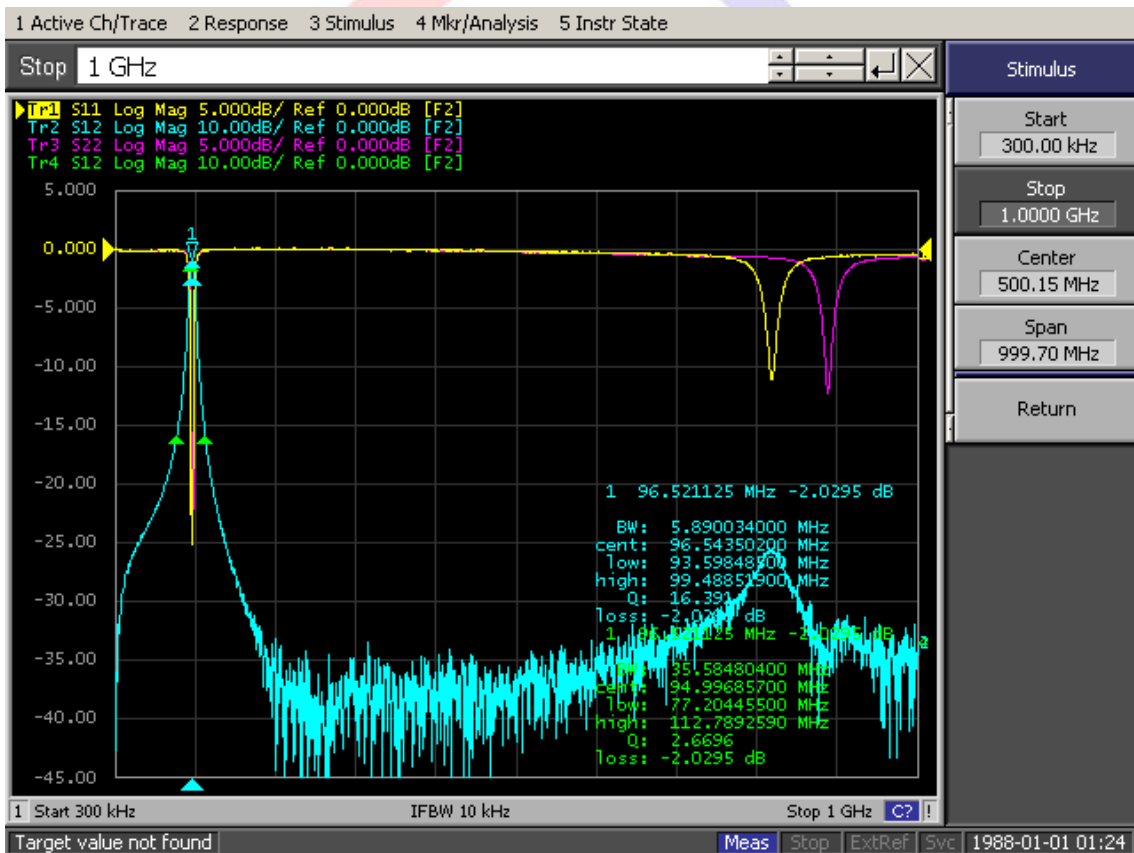 1 Active Ch/Trace 2 Response 3 Stimulus 4 Mkr/Analysis 5 Instr State
Stop 1 GHz
Tr1 S11 Log Mag 5.000dB/ Ref 0.000dB [F2]
Tr2 S12 Log Mag 10.00dB/ Ref 0.000dB [F2]
Tr3 S22 Log Mag 5.000dB/ Ref 0.000dB [F2]
Tr4 S12 Log Mag 10.00dB/ Ref 0.000dB [F2]
5.000
0.000
-5.000
-10.00
-15.00
-20.00
-25.00
-30.00
-35.00
-40.00
-45.00
1
1 96.521125 MHz -2.0295 dB
BW: 5.890034000 MHz
cent: 96.54350200 MHz
low: 93.59848500 MHz
high: 99.48851900 MHz
Q: 16.391
loss: dB
1 MHz dB
35.58480400 MHz
cent: 94.99685700 MHz
low: 77.20445500 MHz
high: 112.7892590 MHz
Q: 2.6696
loss: -2.0295 dB
1 Start 300 kHz IFBW 10 kHz Stop 1 GHz C? !
Target value not found Meas Stop ExtRef Svc 1988-01-01 01:24
Stimulus
Start
300.00 kHz
Stop
1.0000 GHz
Center
500.15 MHz
Span
999.70 MHz
Return